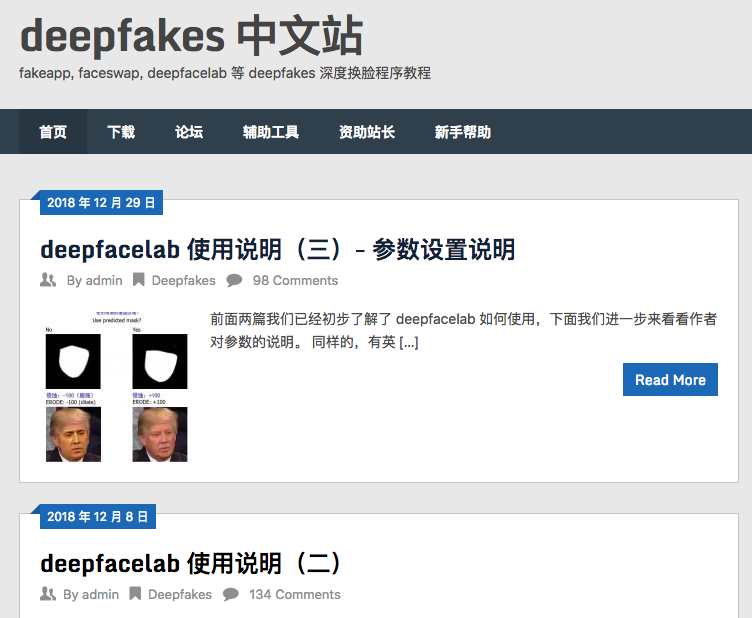 deepfakes 中文站
fakeapp, faceswap, deepfacelab 等 deepfakes 深度换脸程序教程
首页 下载 论坛 辅助工具 资助站长 新手帮助
2018 年 12 月 29 日
deepfacelab 使用说明（三）- 参数设置说明
By admin Deepfakes 98 Comments
Use predicted mask?
No Yes
侵蚀：-100（膨胀） 侵蚀：+100
ERODE: -100 (dilate) ERODE: +100
前面两篇我们已经初步了解了 deepfacelab 如何使用，下面我们进一步来看看作者
对参数的说明。 同样的，有英 [...]
Read More
2018 年 12 月 8 日
deepfacelab 使用说明（二）
By admin Deepfakes 134 Comments